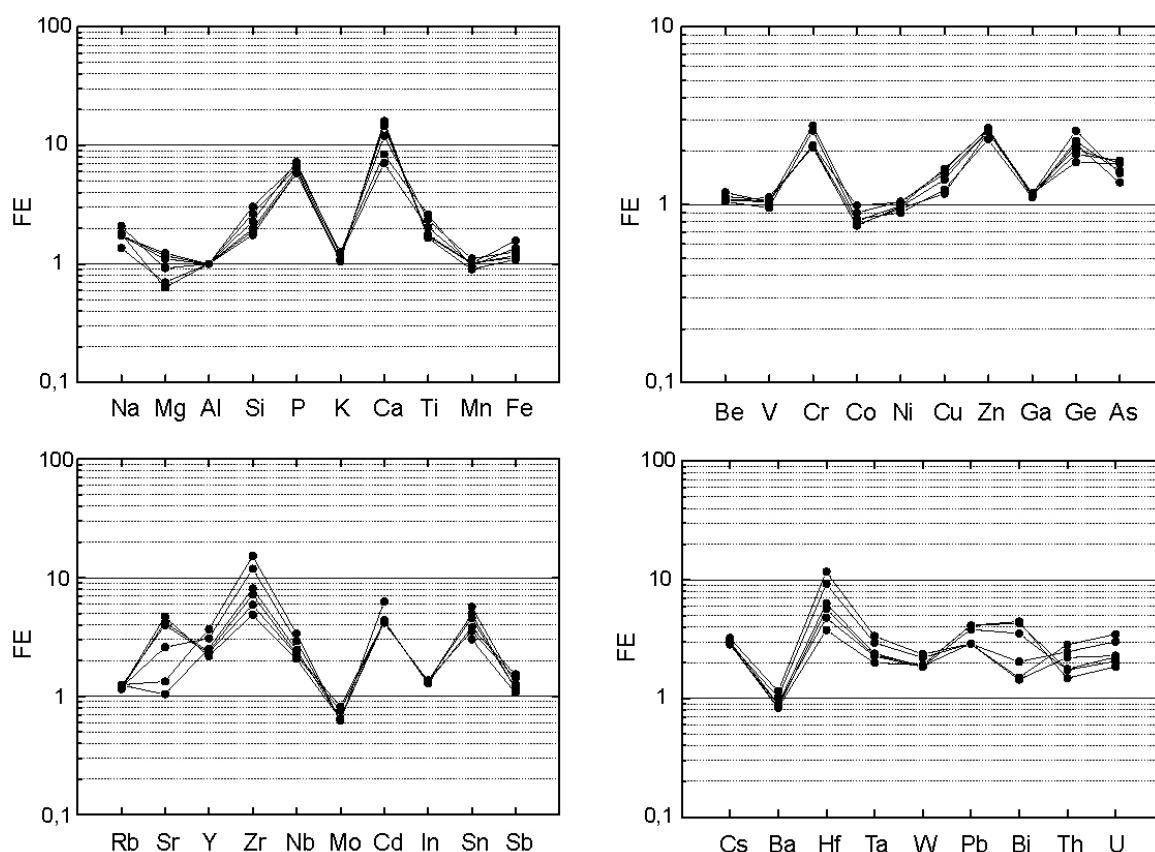 100
10
FE
1
0,1
Na Mg Al Si P K Ca Ti Mn Fe
10
FE
1
0,1
Be V Cr Co Ni Cu Zn Ga Ge As
100
10
FE
1
0,1
Rb Sr Y Zr Nb Mo Cd In Sn Sb
100
10
FE
1
0,1
Cs Ba Hf Ta W Pb Bi Th U